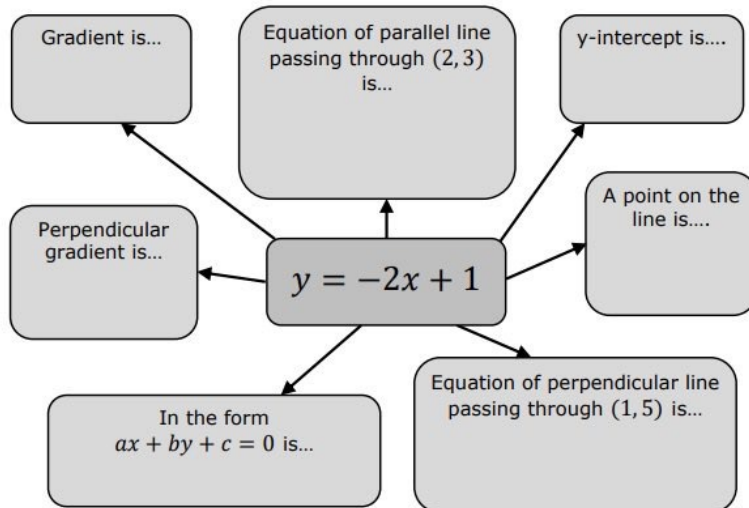 Gradient is...
Equation of parallel line
passing through (2, 3)
is...
y-intercept is....
Perpendicular
gradient is...
y = −2x + 1
A point on the
line is....
In the form
ax + by + c = 0 is...
Equation of perpendicular line
passing through (1, 5) is...